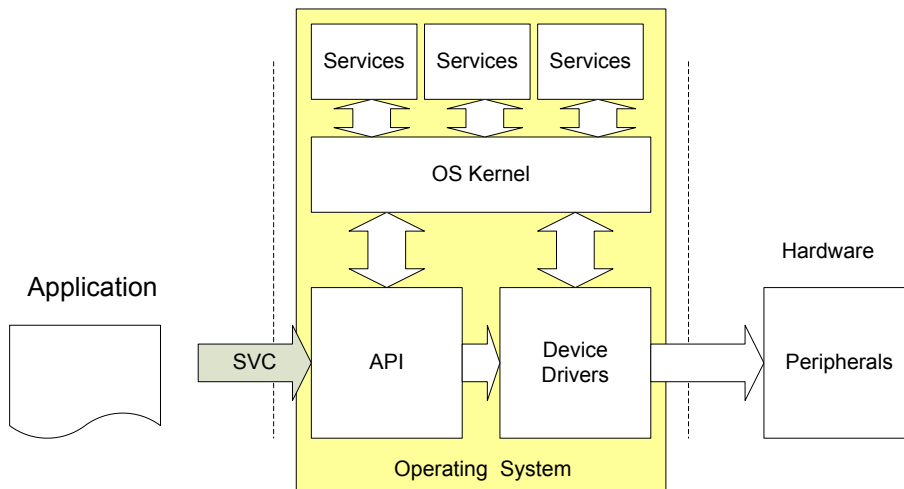 Services
Services
Services
OS Kernel
Hardware
Application
SVC
API
Device
Drivers
Peripherals
Operating System